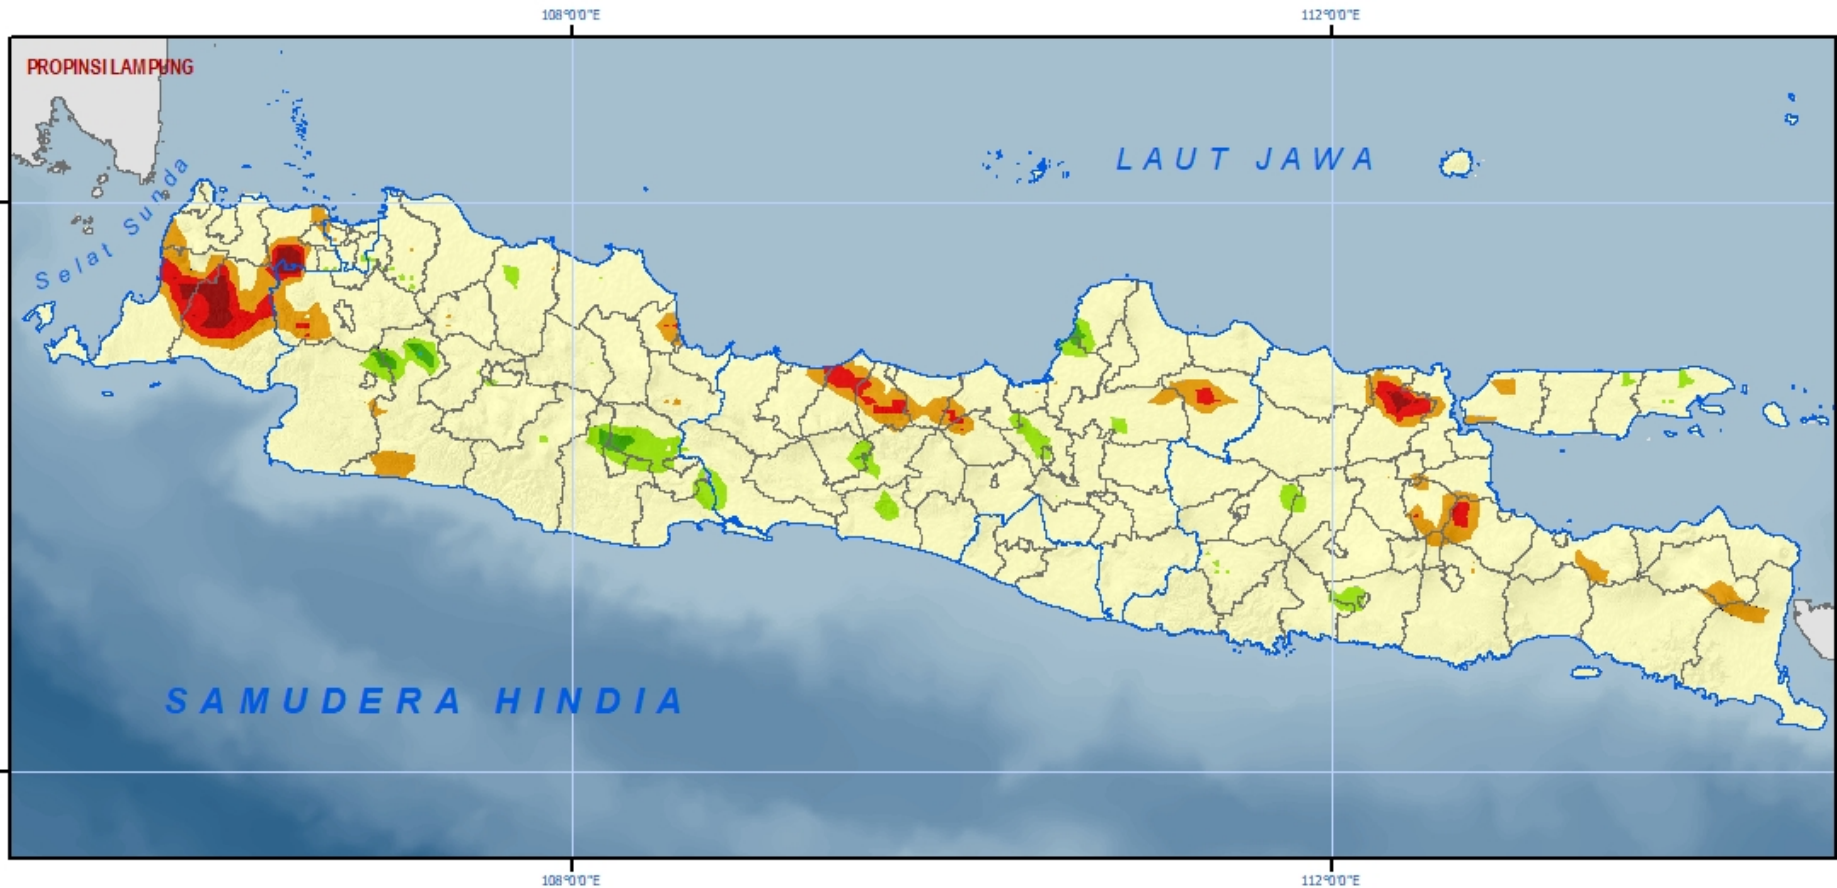 108°0'0"E
112°0'0"E
PROPINSI LAMPUNG
LAUT JAWA
Selat Sunda
SAMUDERA HINDIA
108°0'0"E
112°0'0"E